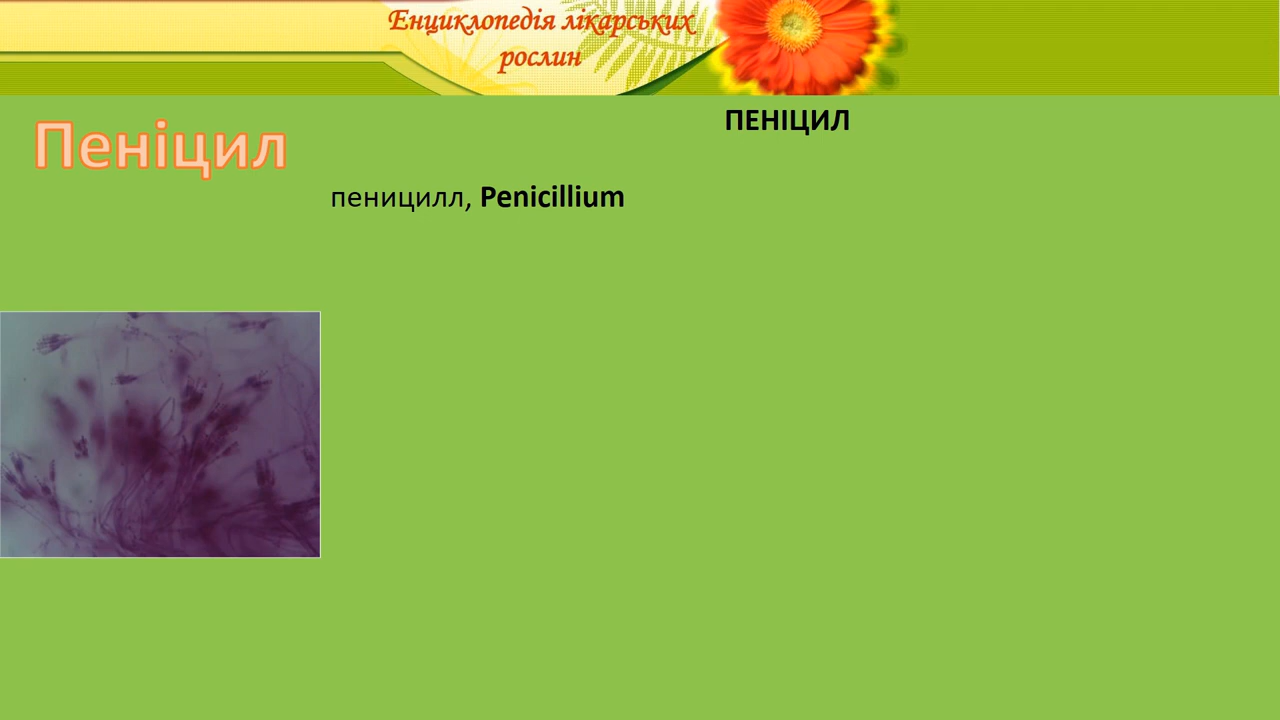 Енциклопедія лікарських
рослин
ПЕНІЦИЛ
Пеніцил
пеницилл, Penicillium